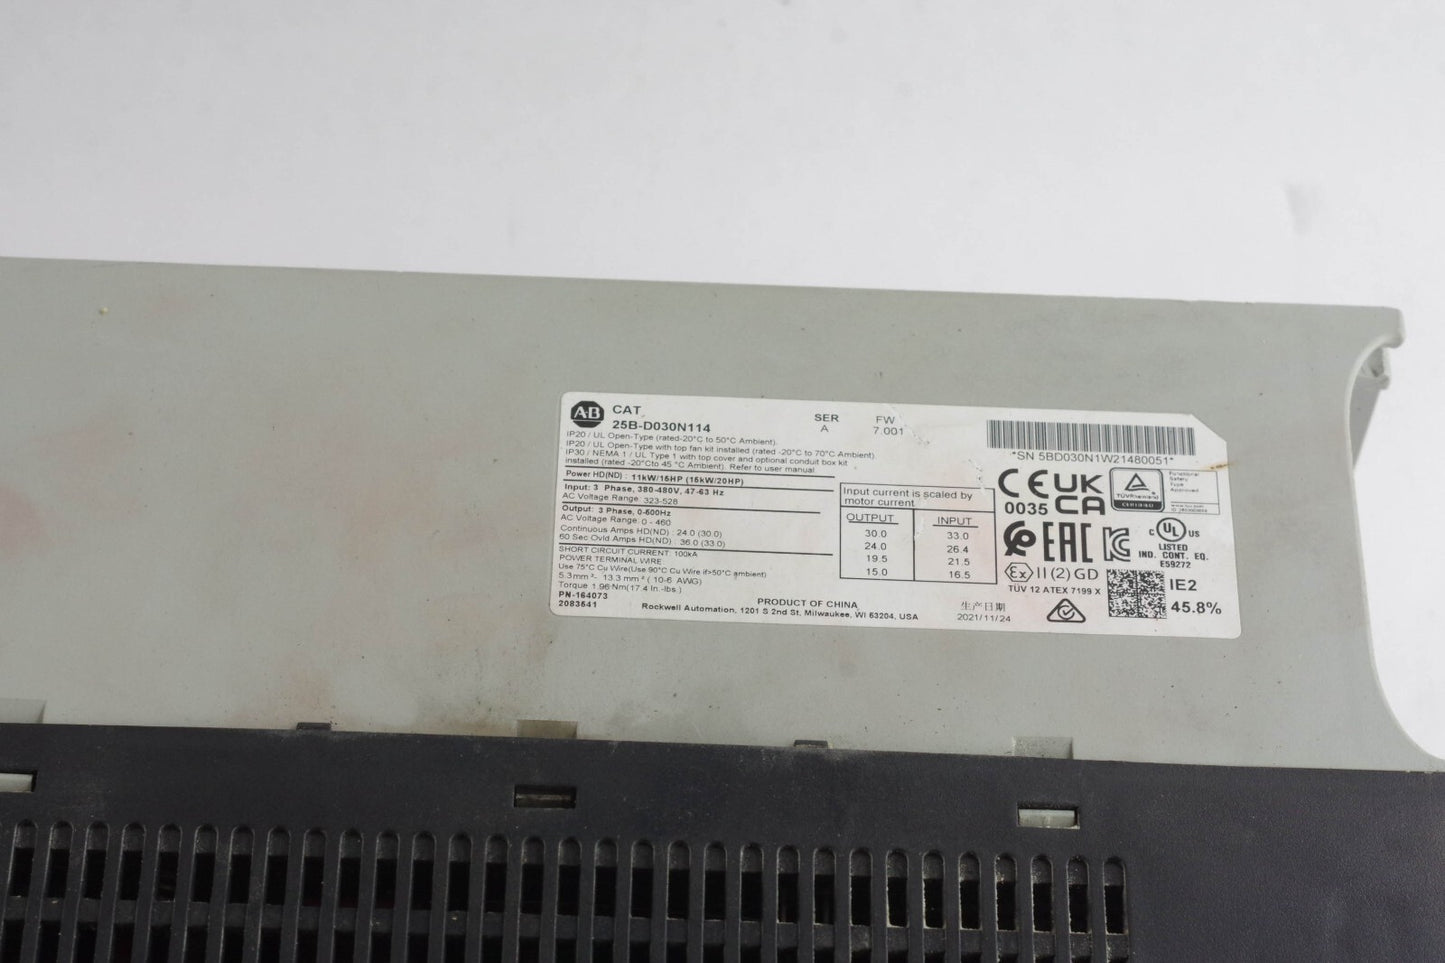 A-B
CAT
25B-D030N114
SER
A
FW
7.001
IP20 / UL Open-Type (rated-20°C to 50°C Ambient).
IP20 / UL Open-Type with top fan kit installed (rated -20°C to 70°C Ambient)
IP30 / NEMA 1 / UL Type 1 with top cover and optional conduit box kit
installed (rated -20°Cto 45 °C Ambient). Refer to user manual
Power HD(ND) : 11kW/15HP (15kW/20HP)
Input: 3 Phase, 380-480V, 47-63 Hz
AC Voltage Range: 323-528
Output: 3 Phase, 0-500Hz
AC Voltage Range: 0 - 460
Continuous Amps HD(ND) : 24.0 (30.0)
60 Sec Ovld Amps HD(ND) : 36.0 (33.0)
SHORT CIRCUIT CURRENT: 100kA
POWER TERMINAL WIRE
Use 75°C Cu Wire(Use 90°C Cu Wire if>50°C ambient)
5.3mm²- 13.3 mm² ( 10-6 AWG)
Torque : 1.96 Nm(17.4 In.-lbs.)
PN-164073
2083541
Input current is scaled by
motor current
OUTPUT INPUT
30.0 33.0
24.0 26.4
19.5 21.5
15.0 16.5
PRODUCT OF CHINA
Rockwell Automation, 1201 S 2nd St, Milwaukee, WI 53204, USA
生产日期
2021/11/24
*SN 5BD030N1W21480051*
CE
0035
UK
CA
TÜVRheinland
CERTIFIED
Functional
Safety
Type
Approved
EAC
C UL US
LISTED
IND. CONT. EQ.
E59272
Ex II (2) GD
TÜV 12 ATEX 7199 X
IE2
45.8%